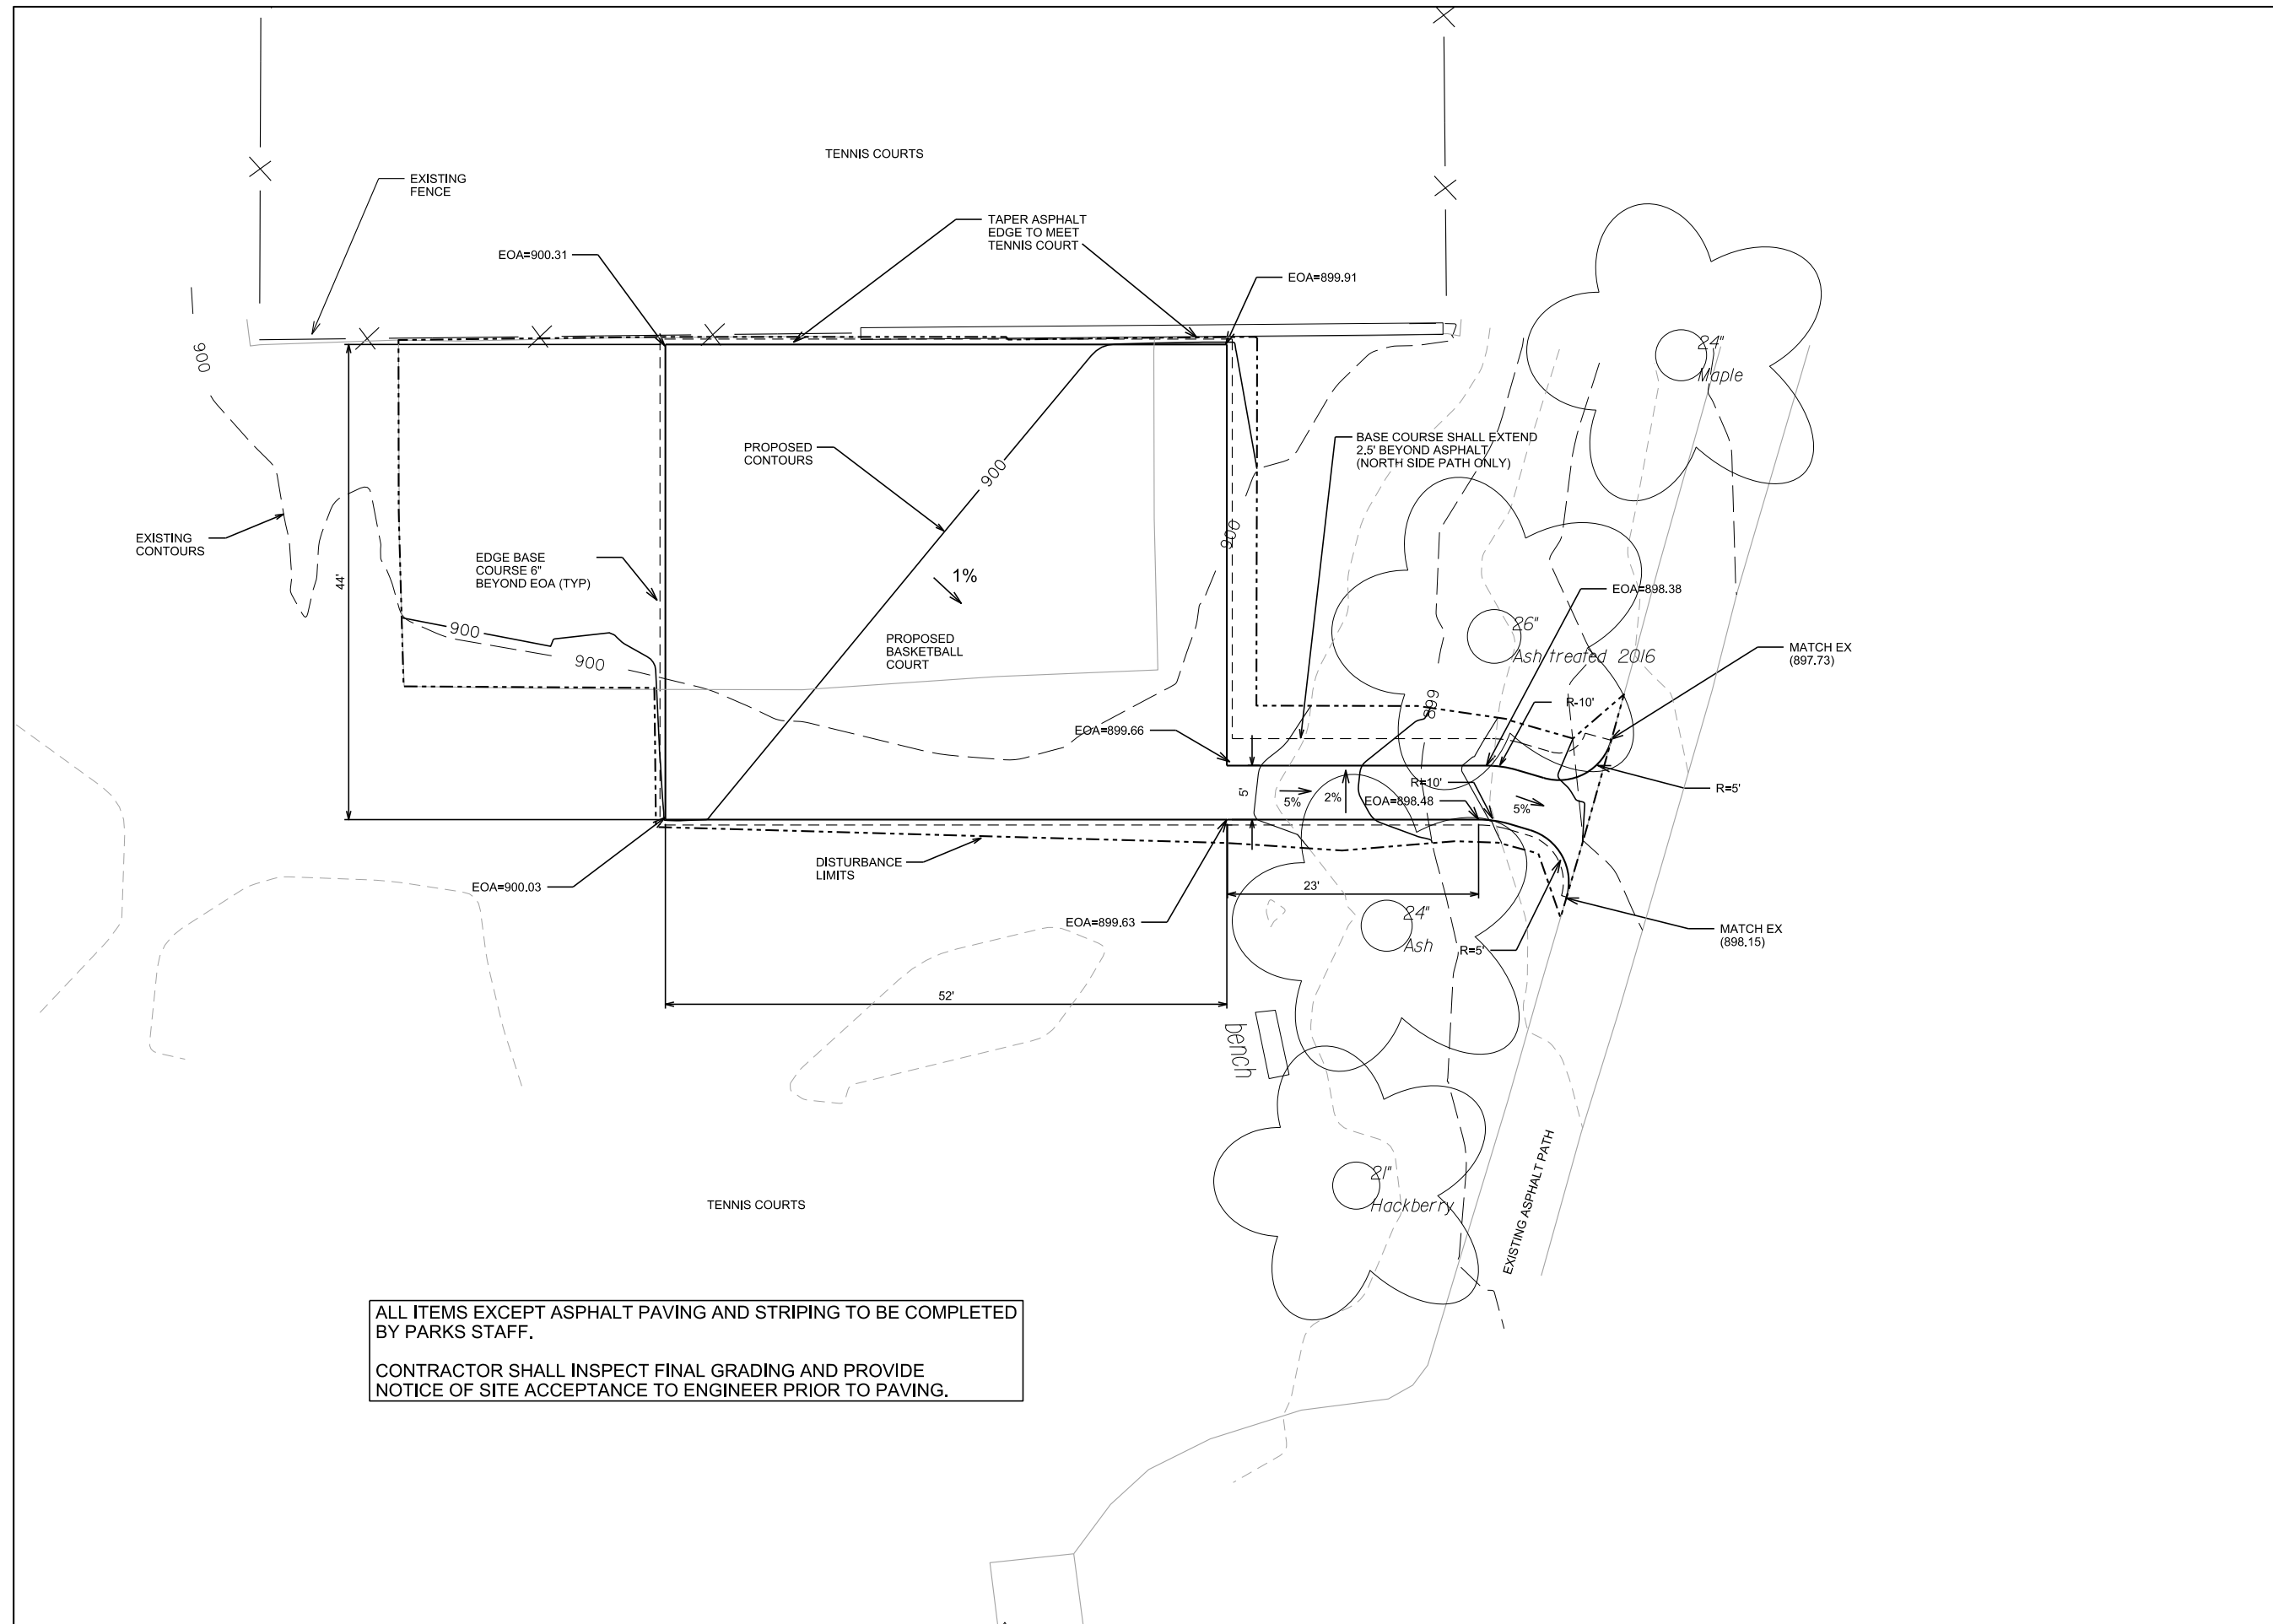 TENNIS COURTS
EXISTING
FENCE
TAPER ASPHALT
EDGE TO MEET
TENNIS COURT
EOA=900.31
EOA=899.91
900
24"
Maple
PROPOSED
CONTOURS
900
BASE COURSE SHALL EXTEND
2.5' BEYOND ASPHALT
(NORTH SIDE PATH ONLY)
EXISTING
CONTOURS
900
EDGE BASE
COURSE 6"
BEYOND EOA (TYP)
44'
1%
EOA=898.38
900
900
PROPOSED
BASKETBALL
COURT
26"
Ash treated 2016
MATCH EX
(897.73)
899
R-10'
EOA=899.66
R=10'
R=5'
5'
5%
2%
EOA=898.48
5%
DISTURBANCE
LIMITS
EOA=900.03
23'
EOA=899.63
24"
Ash
R=5'
MATCH EX
(898.15)
52'
bench
21"
Hackberry
EXISTING ASPHALT PATH
TENNIS COURTS
ALL ITEMS EXCEPT ASPHALT PAVING AND STRIPING TO BE COMPLETED
BY PARKS STAFF.
CONTRACTOR SHALL INSPECT FINAL GRADING AND PROVIDE
NOTICE OF SITE ACCEPTANCE TO ENGINEER PRIOR TO PAVING.